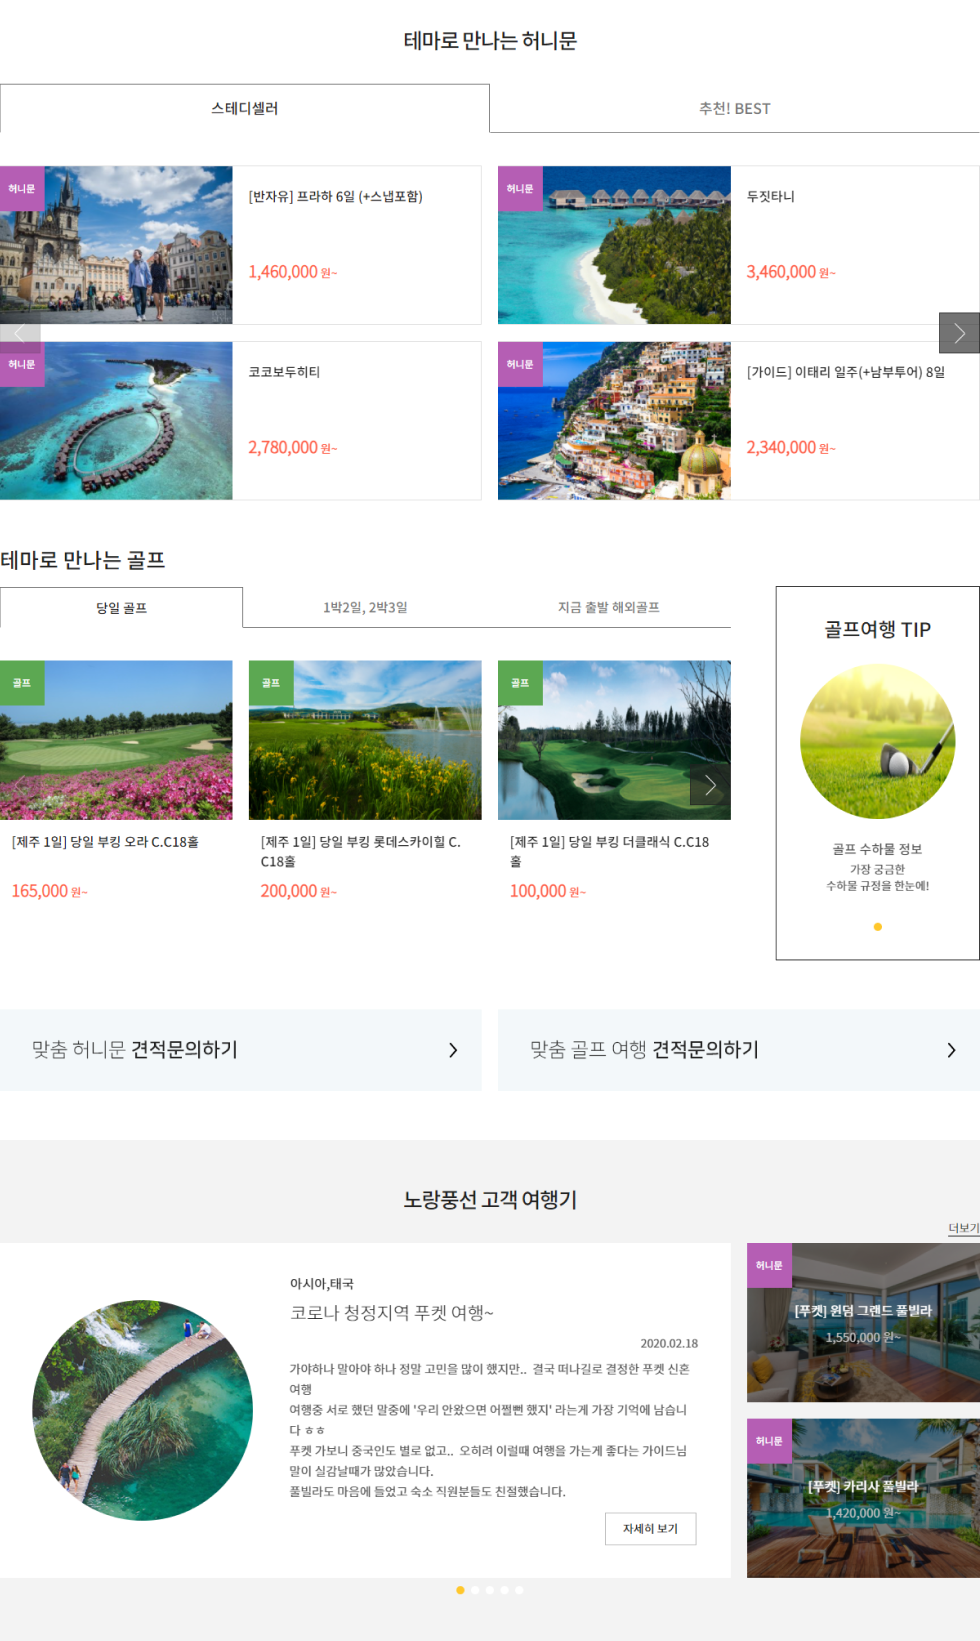 테마로 만나는 허니문
스테디셀러
추천! BEST
허니문
[반자유] 프라하 6일 (+스냅포함)
1,460,000 원~
허니문
두짓타니
3,460,000 원~
허니문
코코보두히티
2,780,000 원~
허니문
[가이드] 이태리 일주(+남부투어) 8일
2,340,000 원~
테마로 만나는 골프
당일 골프
1박2일, 2박3일
지금 출발 해외골프
골프
[제주 1일] 당일 부킹 오라 C.C18홀
165,000 원~
골프
[제주 1일] 당일 부킹 롯데스카이힐 C.
C18홀
200,000 원~
골프
[제주 1일] 당일 부킹 더클래식 C.C18
홀
100,000 원~
골프여행 TIP
골프 수하물 정보
가장 궁금한
수하물 규정을 한눈에!
맞춤 허니문 견적문의하기
맞춤 골프 여행 견적문의하기
노랑풍선 고객 여행기
더보기
아시아,태국
코로나 청정지역 푸켓 여행~
2020.02.18
가야하나 말아야 하나 정말 고민을 많이 했지만..  결국 떠나길로 결정한 푸켓 신혼
여행
여행중 서로 했던 말중에 '우리 안왔으면 어쩔뻔 했지' 라는게 가장 기억에 남습니
다 ㅎㅎ
푸켓 가보니 중국인도 별로 없고..  오히려 이럴때 여행을 가는게 좋다는 가이드님
말이 실감날때가 많았습니다.
풀빌라도 마음에 들었고 숙소 직원분들도 친절했습니다.
자세히 보기
허니문
[푸켓] 윈덤 그랜드 풀빌라
1,550,000 원~
허니문
[푸켓] 카리사 풀빌라
1,420,000 원~